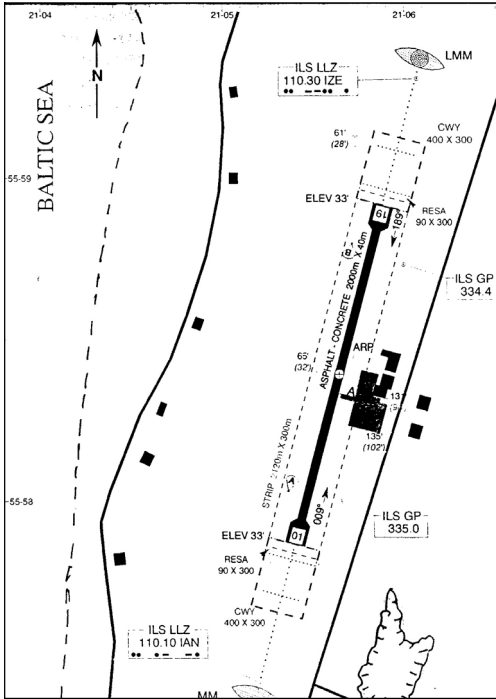 21-04
21-05
21-06
N
ILS LLZ
110.30 IZE
LMM
BALTIC SEA
61'
(28')
CWY
400 X 300
55-59
ELEV 33'
19
189°
RESA
90 X 300
B
ASPHALT - CONCRETE 2000m X 40m
ILS GP
334.4
65'
(32')
ARP
A
131'
135'
(102')
STRIP 2120m X 300m
009°
55-58
ELEV 33'
01
ILS GP
335.0
RESA
90 X 300
CWY
400 X 300
ILS LLZ
110.10 IAN
MM